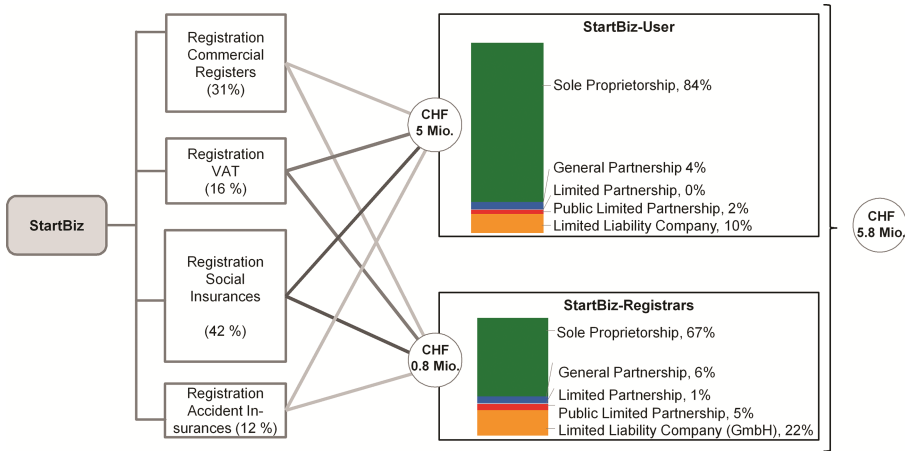 StartBiz
Registration
Commercial
Registers
(31%)
Registration
VAT
(16 %)
Registration
Social
Insurances
(42 %)
Registration
Accident In-
surances (12 %)
CHF
5 Mio.
CHF
0.8 Mio.
StartBiz-User
Sole Proprietorship, 84%
General Partnership 4%
Limited Partnership, 0%
Public Limited Partnership, 2%
Limited Liability Company, 10%
StartBiz-Registrars
Sole Proprietorship, 67%
General Partnership, 6%
Limited Partnership, 1%
Public Limited Partnership, 5%
Limited Liability Company (GmbH), 22%
CHF
5.8 Mio.